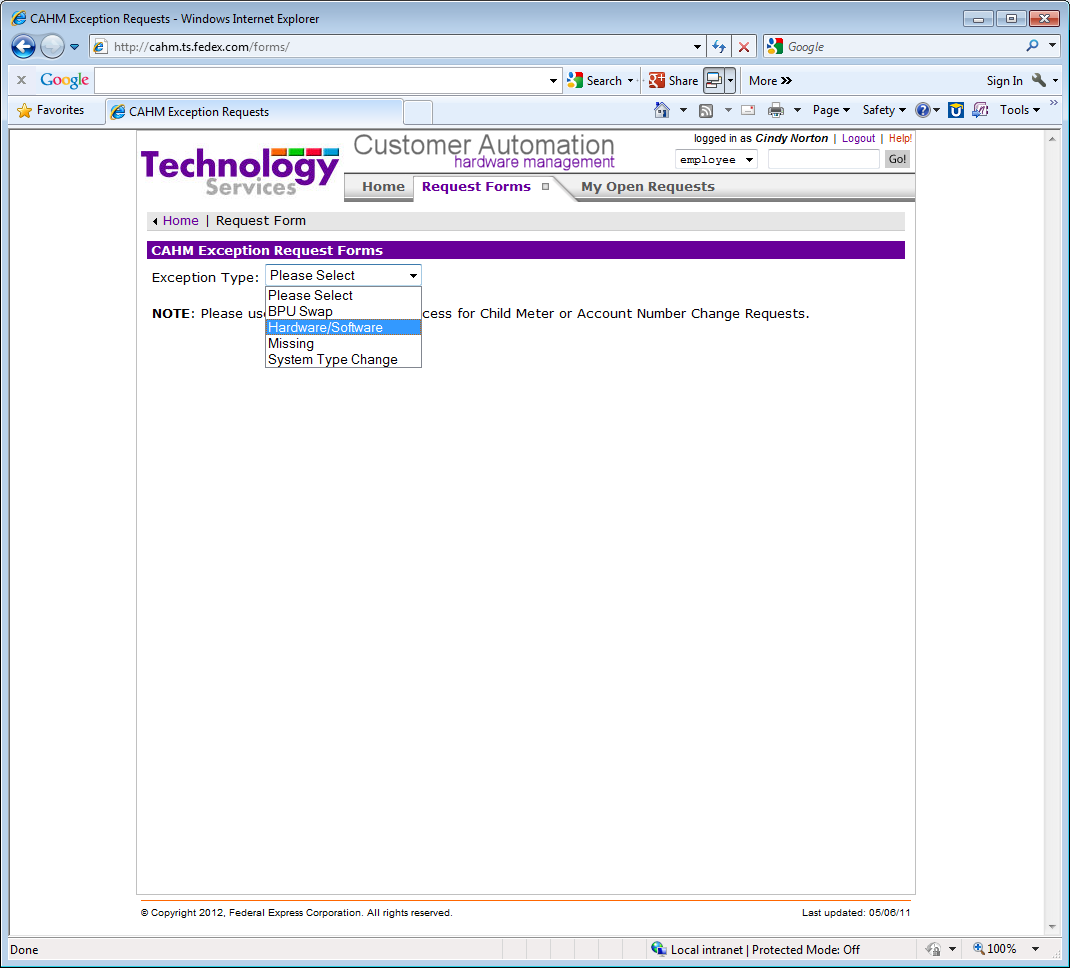 CAHM Exception Requests - Windows Internet Explorer
http://cahm.ts.fedex.com/forms/
Google
Google Search Share More » Sign In
Favorites CAHM Exception Requests Page Safety Tools »
logged in as Cindy Norton | Logout | Help!
Technology Services
Customer Automation
hardware management
employee Go!
Home Request Forms My Open Requests
Home | Request Form
CAHM Exception Request Forms
Exception Type: Please Select
Please Select
BPU Swap
NOTE: Please cess for Child Meter or Account Number Change Requests.
Hardware/Software
Missing
System Type Change
© Copyright 2012, Federal Express Corporation. All rights reserved. Last updated: 05/06/11
Done Local intranet | Protected Mode: Off 100%